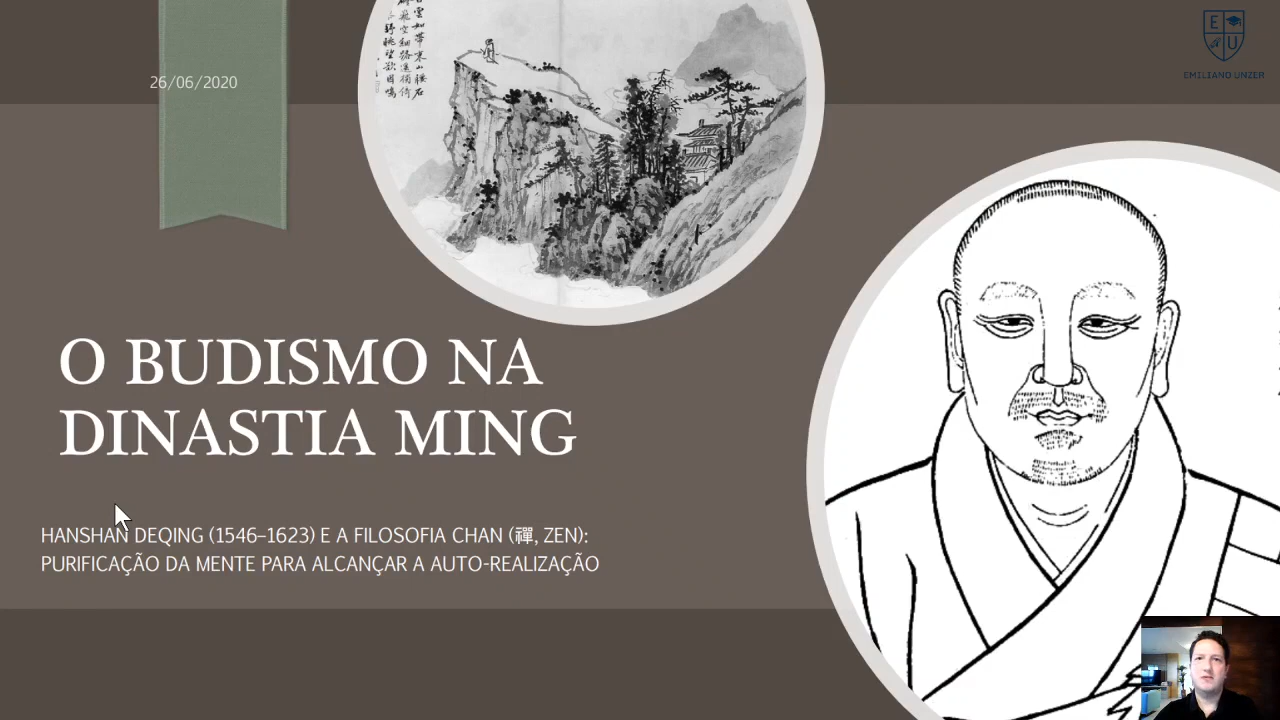 26/06/2020
E
U
EMILIANO UNZER
O BUDISMO NA
DINASTIA MING
HANSHAN DEQING (1546–1623) E A FILOSOFIA CHAN (禪, ZEN):
PURIFICAÇÃO DA MENTE PARA ALCANÇAR A AUTO-REALIZAÇÃO